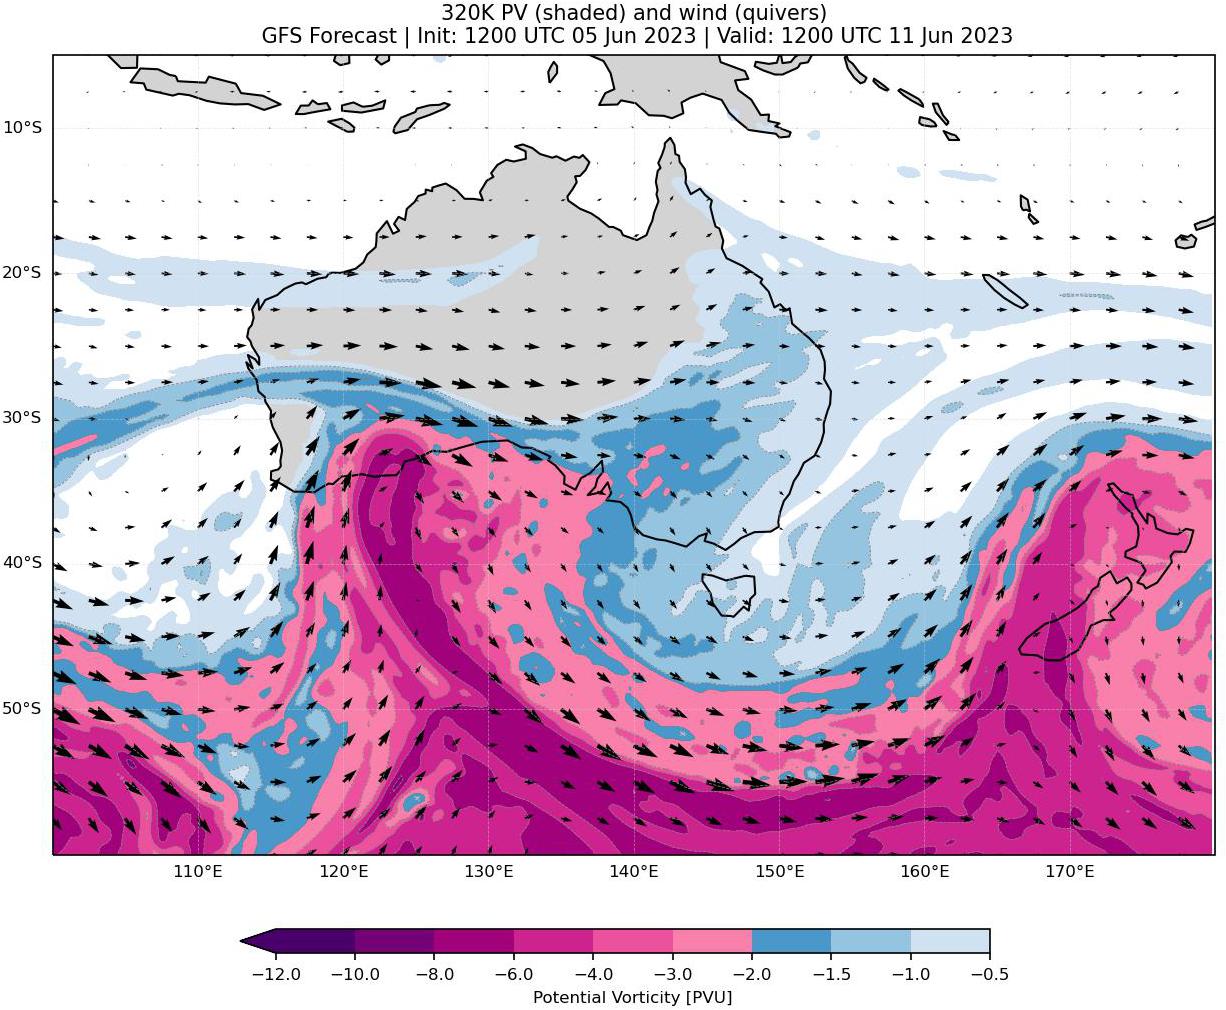 320K PV (shaded) and wind (quivers)
GFS Forecast | Init: 1200 UTC 05 Jun 2023 | Valid: 1200 UTC 11 Jun 2023
10°S
20°S
30°S
40°S
50°S
110°E 120°E 130°E 140°E 150°E 160°E 170°E
−12.0 −10.0 −8.0 −6.0 −4.0 −3.0 −2.0 −1.5 −1.0 −0.5
Potential Vorticity [PVU]